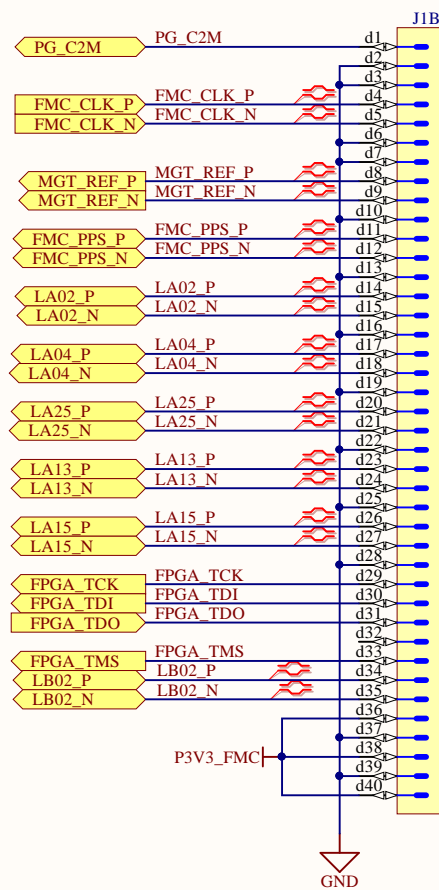 J1B
PG_C2M PG_C2M d1
d2
d3
FMC_CLK_P FMC_CLK_P d4
FMC_CLK_N FMC_CLK_N d5
d6
d7
MGT_REF_P MGT_REF_P d8
MGT_REF_N MGT_REF_N d9
d10
FMC_PPS_P FMC_PPS_P d11
FMC_PPS_N FMC_PPS_N d12
d13
LA02_P LA02_P d14
LA02_N LA02_N d15
d16
LA04_P LA04_P d17
LA04_N LA04_N d18
d19
LA25_P LA25_P d20
LA25_N LA25_N d21
d22
LA13_P LA13_P d23
LA13_N LA13_N d24
d25
LA15_P LA15_P d26
LA15_N LA15_N d27
d28
FPGA_TCK FPGA_TCK d29
FPGA_TDI FPGA_TDI d30
FPGA_TDO FPGA_TDO d31
d32
FPGA_TMS FPGA_TMS d33
LB02_P LB02_P d34
LB02_N LB02_N d35
d36
d37
P3V3_FMC d38
d39
d40
GND